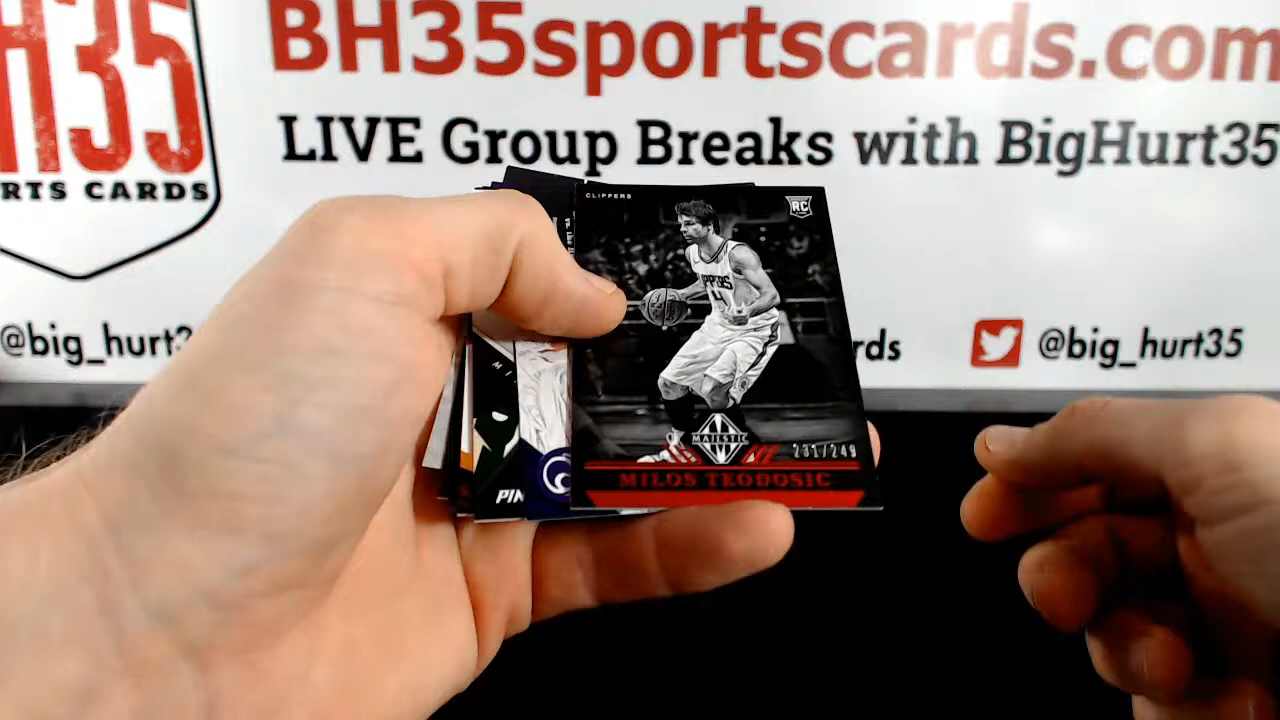 BH35sportscards.com
LIVE Group Breaks with BigHurt35
H35
RTS CARDS
@big_hurt3
rds
@big_hurt35
CLIPPERS
RC
4
MAJESTIC
231/249
MILOS TEODOSIC
PIN